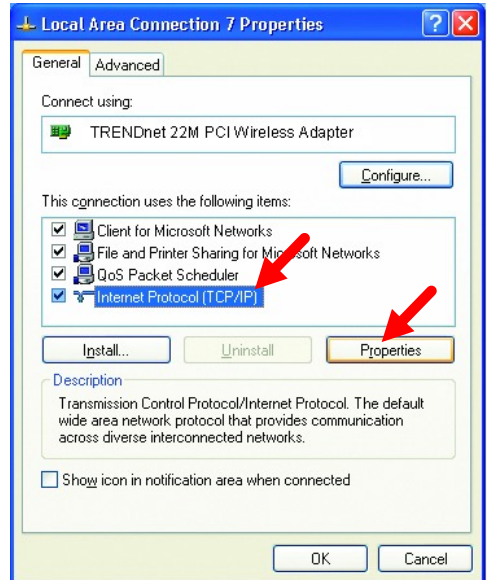 Local Area Connection 7 Properties
General Advanced
Connect using:
TRENDnet 22M PCI Wireless Adapter
Configure...
This connection uses the following items:
Client for Microsoft Networks
File and Printer Sharing for Microsoft Networks
QoS Packet Scheduler
Internet Protocol (TCP/IP)
Install... Uninstall Properties
Description
Transmission Control Protocol/Internet Protocol. The default
wide area network protocol that provides communication
across diverse interconnected networks.
Show icon in notification area when connected
OK Cancel